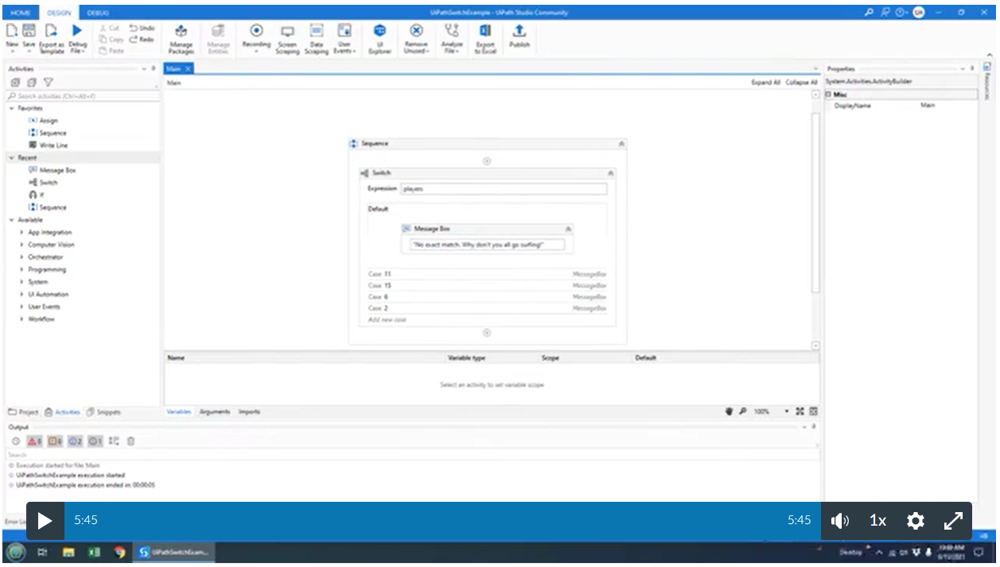 HOME DESIGN DEBUG UiPathSwitchExample - UiPath Studio Community
New Save Export as Template Debug File Cut Copy Paste Undo Redo Manage Packages Manage Entities Recording Screen Scraping Data Scraping User Events UI Explorer Remove Unused Analyze File Export to Excel Publish
Activities
Search activities (Ctrl+Alt+F)
Favorites
Assign
Sequence
Write Line
Recent
Message Box
Switch
If
Sequence
Available
App Integration
Computer Vision
Orchestrator
Programming
System
UI Automation
User Events
Workflow
Project Activities Snippets
Main
Main Expand All Collapse All
Sequence
Switch
Expression players
Default
Message Box
"No exact match. Why don't you all go surfing!"
Case 11 MessageBox
Case 15 MessageBox
Case 6 MessageBox
Case 2 MessageBox
Add new case
Name Variable type Scope Default
Select an activity to set variable scope
Variables Arguments Imports 100%
Properties
System.Activities.ActivityBuilder
Misc
DisplayName Main
Resources
Output
Search
Execution started for file: Main
UiPathSwitchExample execution started
UiPathSwitchExample execution ended in: 00:00:05
5:45 5:45 1x
UiPathSwitchExam...
Desktop